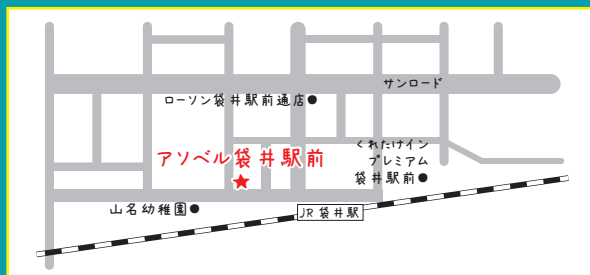 サンロード
ローソン袋井駅前通店●
くれたけイン
プレミアム
袋井駅前●
アソベル袋井駅前
★
山名幼稚園●
JR 袋井駅